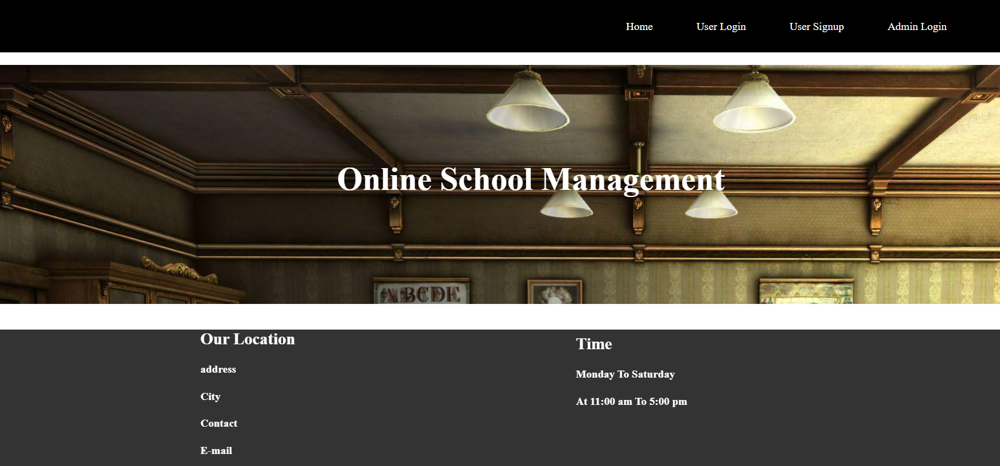 Home User Login User Signup Admin Login
Online School Management
ABCDE
Our Location
address
City
Contact
E-mail
Time
Monday To Saturday
At 11:00 am To 5:00 pm